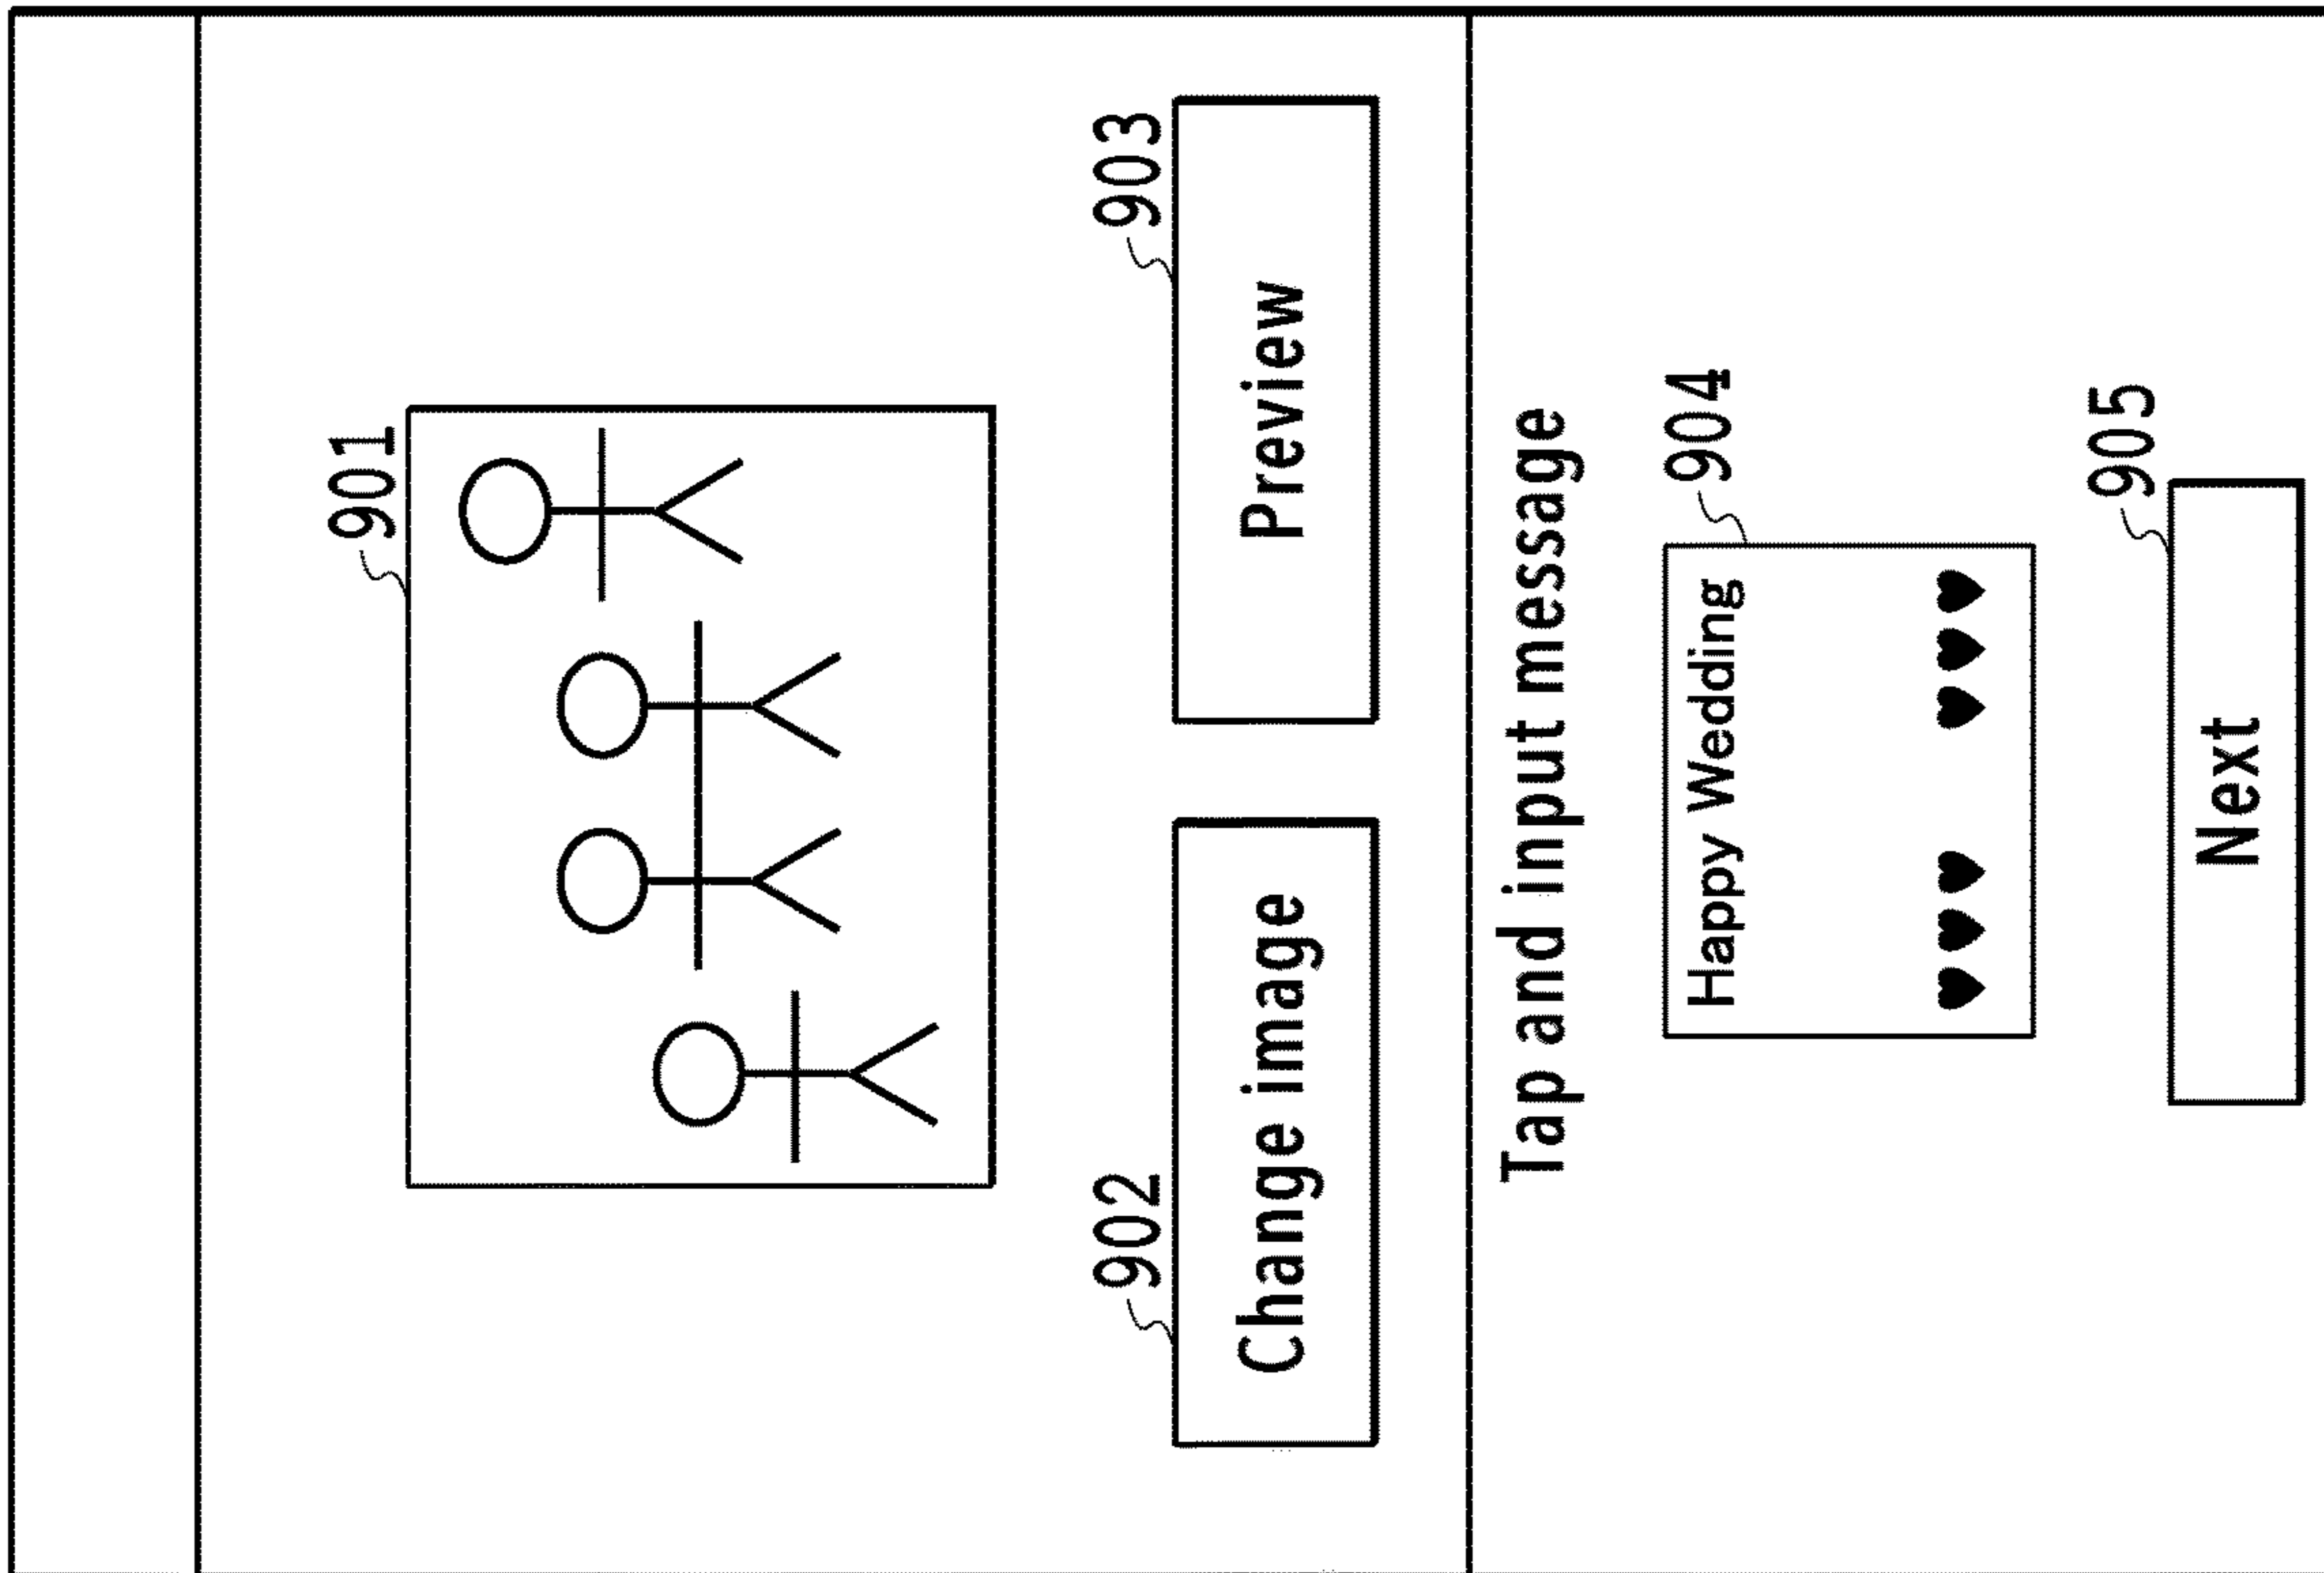 901
902
903
Change image
Preview
Tap and input message
904
Happy Wedding
♥♥♥ ♥♥♥
905
Next